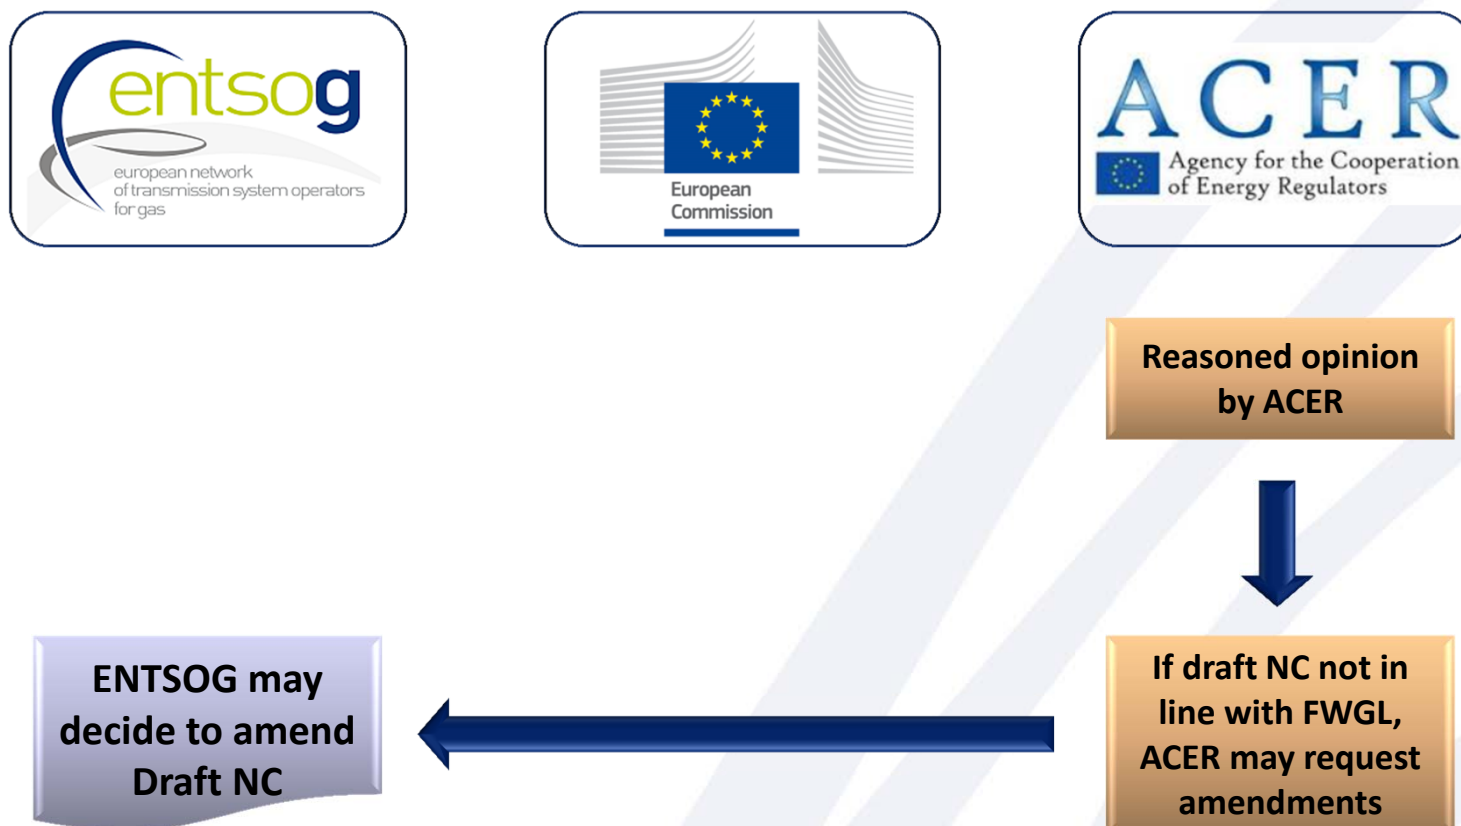 entsog
european network
of transmission system operators
for gas
European
Commission
ACER
Agency for the Cooperation
of Energy Regulators
Reasoned opinion
by ACER
ENTSOG may
decide to amend
Draft NC
If draft NC not in
line with FWGL,
ACER may request
amendments